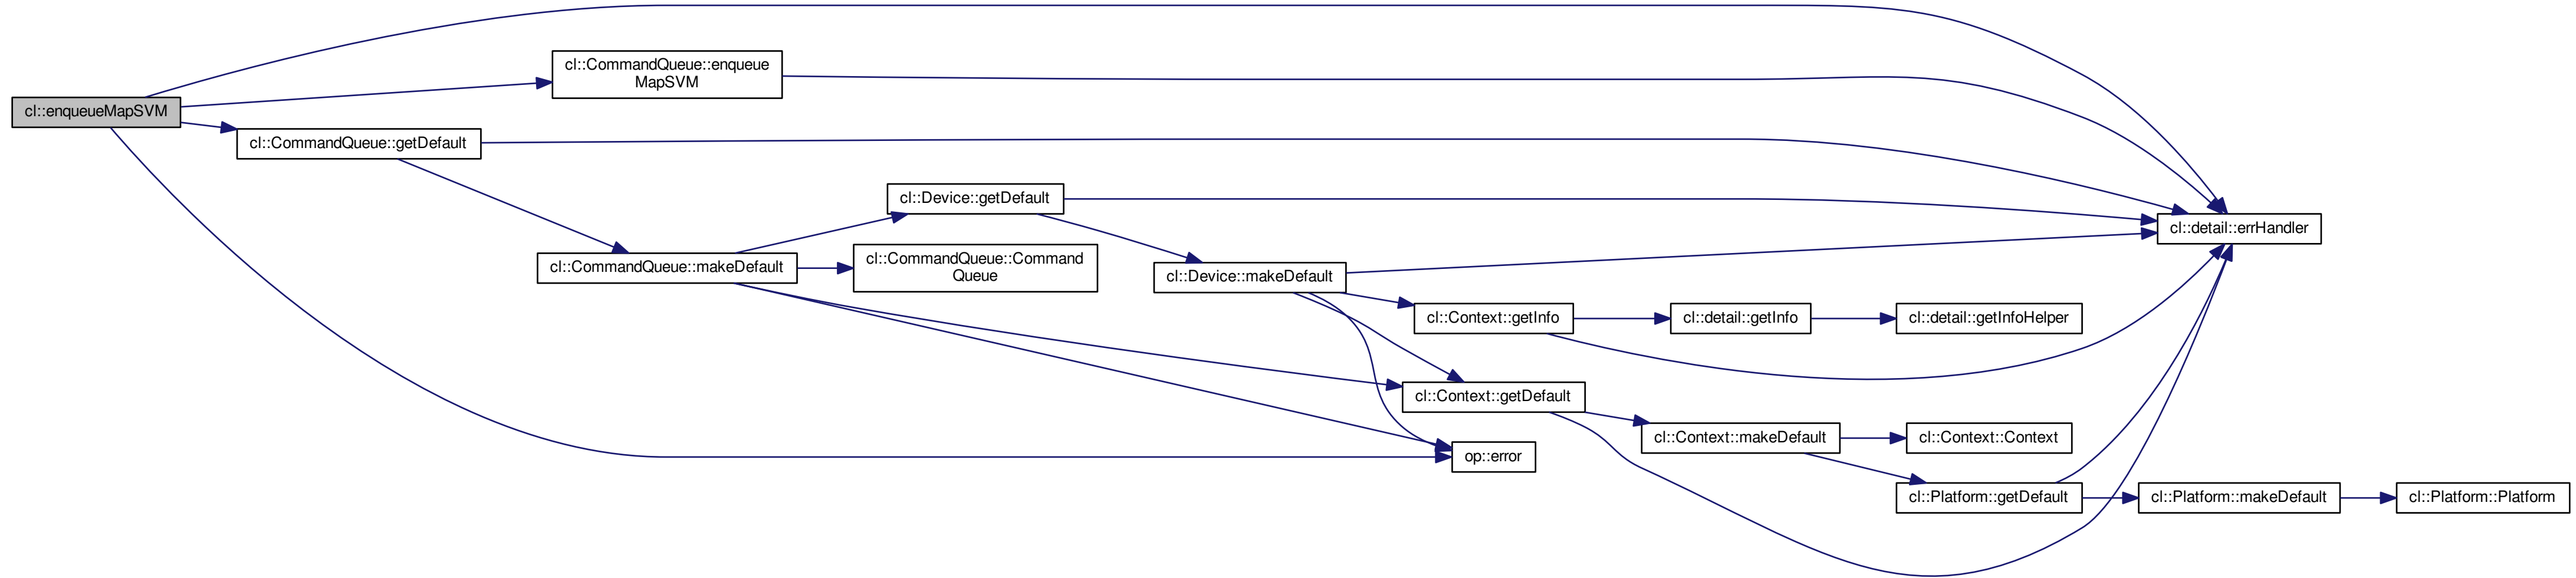 cl::enqueueMapSVM
cl::CommandQueue::enqueue
MapSVM
cl::CommandQueue::getDefault
cl::CommandQueue::makeDefault
cl::Device::getDefault
cl::CommandQueue::Command
Queue
cl::Device::makeDefault
cl::Context::getInfo
cl::detail::getInfo
cl::detail::getInfoHelper
cl::Context::getDefault
op::error
cl::Context::makeDefault
cl::Context::Context
cl::Platform::getDefault
cl::Platform::makeDefault
cl::Platform::Platform
cl::detail::errHandler